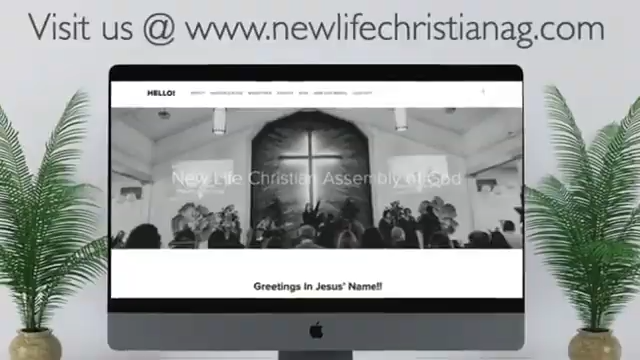 Visit us @ www.newlifechristianag.com
HELLO!
New Life Christian Assembly of God
Greetings In Jesus' Name!!